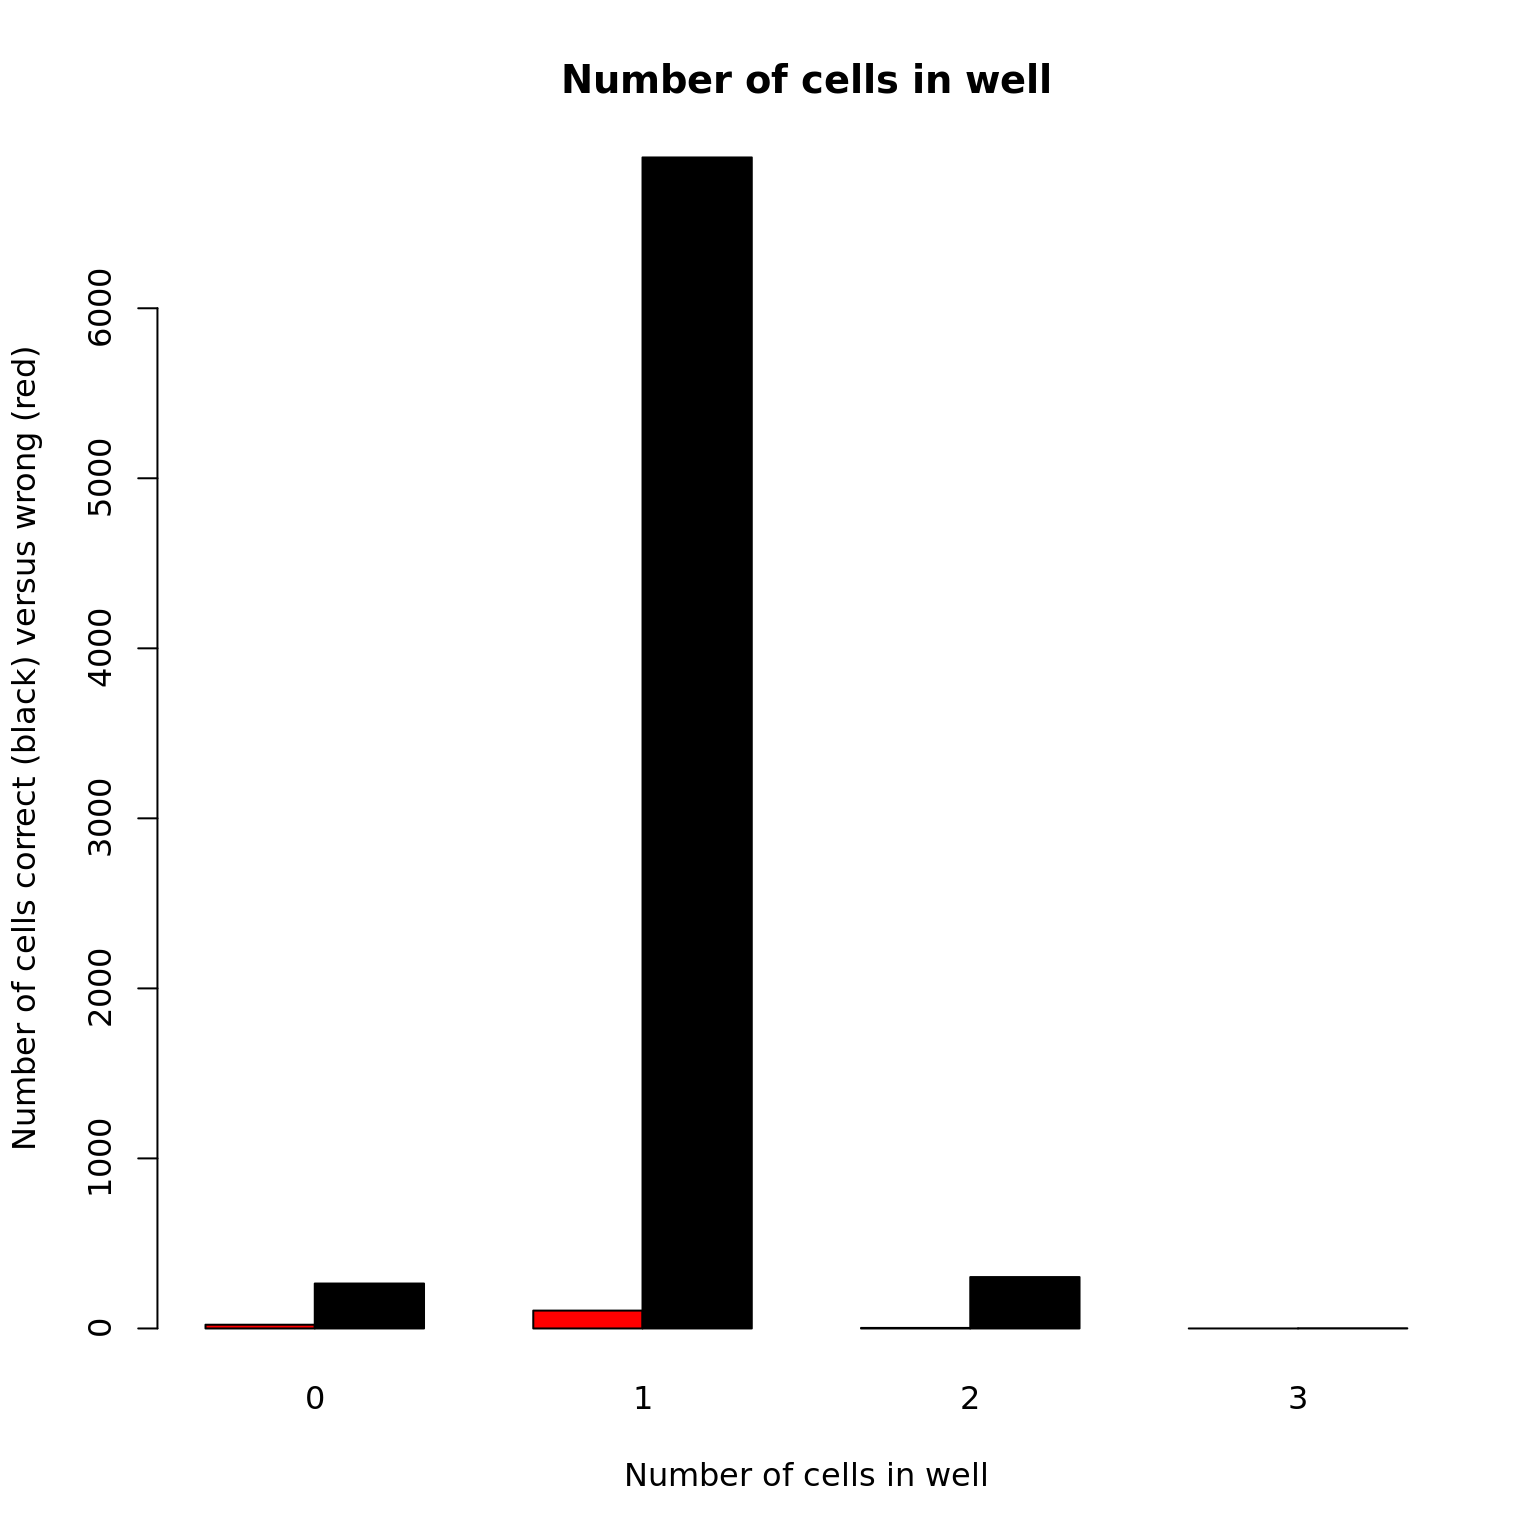 Number of cells in well
Number of cells correct (black) versus wrong (red)
6000
5000
4000
3000
2000
1000
0
0 1 2 3
Number of cells in well